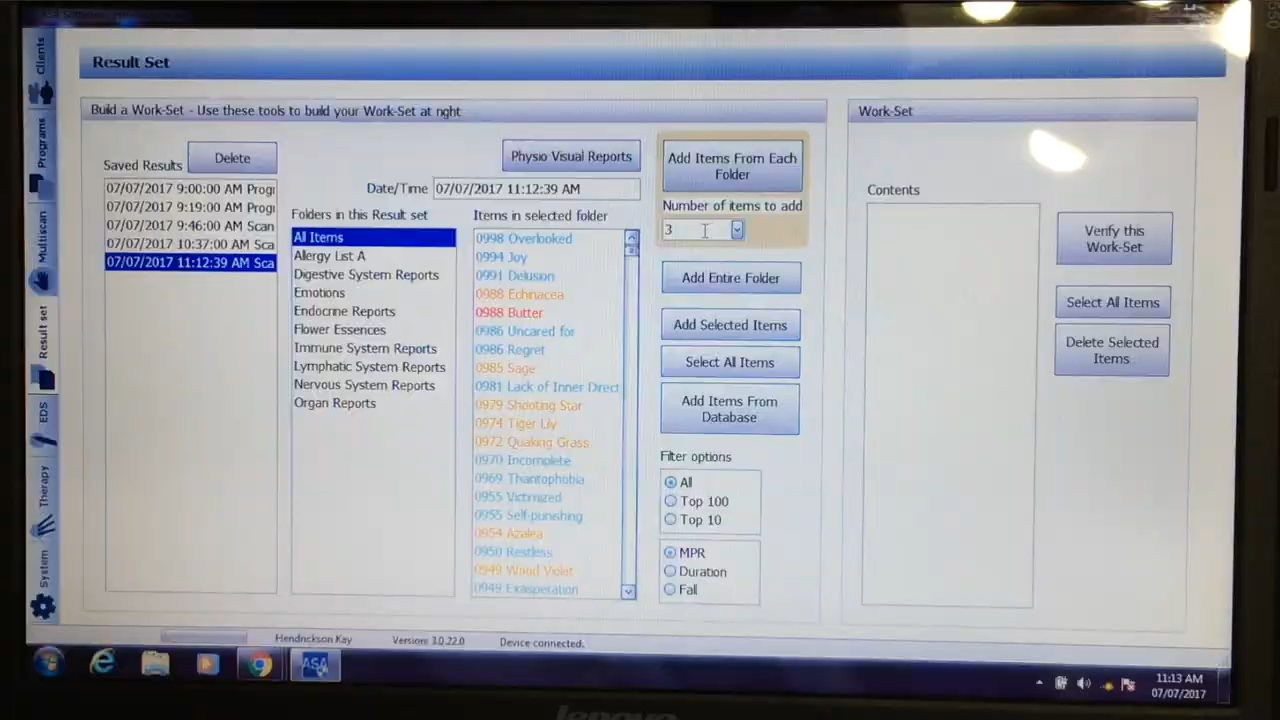 Result Set
Build a Work-Set - Use these tools to build your Work-Set at right
Work-Set
Saved Results
Delete
Physio Visual Reports
Date/Time
07/07/2017 11:12:39 AM
07/07/2017 9:00:00 AM Progr
07/07/2017 9:19:00 AM Progr
07/07/2017 9:46:00 AM Scan
07/07/2017 10:37:00 AM Sca
07/07/2017 11:12:39 AM Sca
Folders in this Result set
All Items
Allergy List A
Digestive System Reports
Emotions
Endocrine Reports
Flower Essences
Immune System Reports
Lymphatic System Reports
Nervous System Reports
Organ Reports
Items in selected folder
0998 Overlooked
0994 Joy
0991 Delusion
0988 Echinacea
0988 Butter
0986 Uncared for
0986 Regret
0985 Sage
0981 Lack of Inner Direct
0979 Shooting Star
0974 Tiger Lily
0972 Quaking Grass
0970 Incomplete
0969 Thantophobia
0955 Victimized
0955 Self-punishing
0954 Azalea
0950 Restless
0949 Wood Violet
0949 Exasperation
Add Items From Each
Folder
Number of items to add
3
Add Entire Folder
Add Selected Items
Select All Items
Add Items From
Database
Filter options
All
Top 100
Top 10
MPR
Duration
Fall
Contents
Verify this
Work-Set
Select All Items
Delete Selected
Items
Clients
Programs
Multiscan
Result set
EDS
Therapy
System
Hendrickson Kay
Version: 3.0.22.0
Device connected.
ASA
11:13 AM
07/07/2017
lenovo